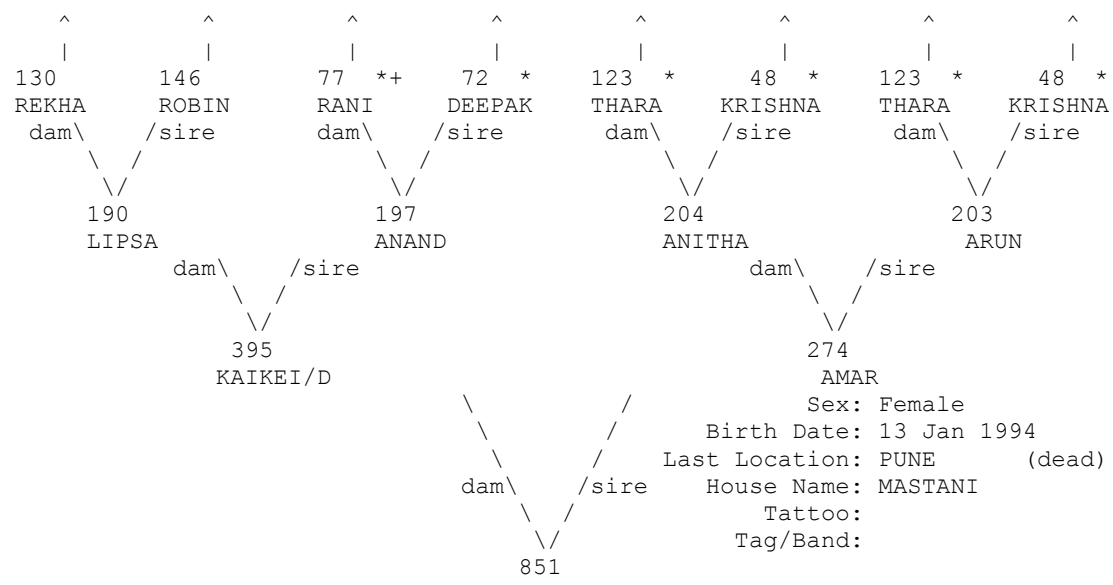 ^ ^ ^ ^ ^ ^ ^ ^
| | | | | | | |
130 146 77 *+ 72 * 123 * 48 * 123 * 48 *
REKHA ROBIN RANI DEEPAK THARA KRISHNA THARA KRISHNA
dam\ /sire dam\ /sire dam\ /sire dam\ /sire
\ / \ / \ / \ /
\/ \/ \/ \/
190 197 204 203
LIPSA ANAND ANITHA ARUN
dam\ /sire dam\ /sire
\ / \ /
\/ \/
395 274
KAIKEI/D AMAR
\ / Sex: Female
\ / Birth Date: 13 Jan 1994
\ / Last Location: PUNE (dead)
dam\ /sire House Name: MASTANI
\ / Tattoo:
\/ Tag/Band:
851